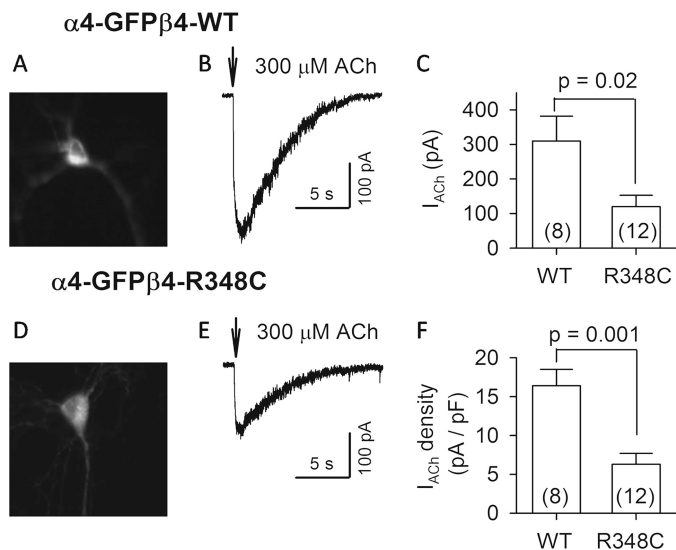 α4-GFPβ4-WT
A
B
300 μM ACh
5 s
100 pA
C
p = 0.02
I_ACh (pA)
400
300
200
100
0
(8)
(12)
WT
R348C
α4-GFPβ4-R348C
D
E
300 μM ACh
5 s
100 pA
F
p = 0.001
I_ACh density
(pA / pF)
20
15
10
5
0
(8)
(12)
WT
R348C